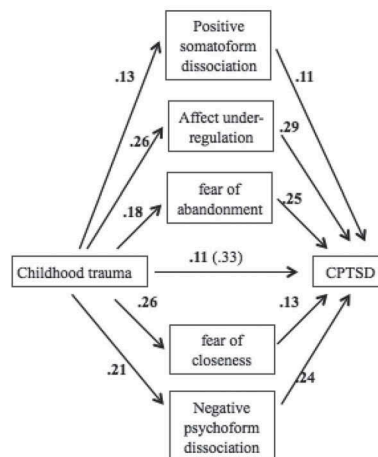 Positive
somatoform
dissociation
.13
.11
Affect under-
regulation
.26
.29
fear of
abandonment
.18
.25
Childhood trauma
.11 (.33)
CPTSD
.26
.13
fear of
closeness
.21
.24
Negative
psychoform
dissociation